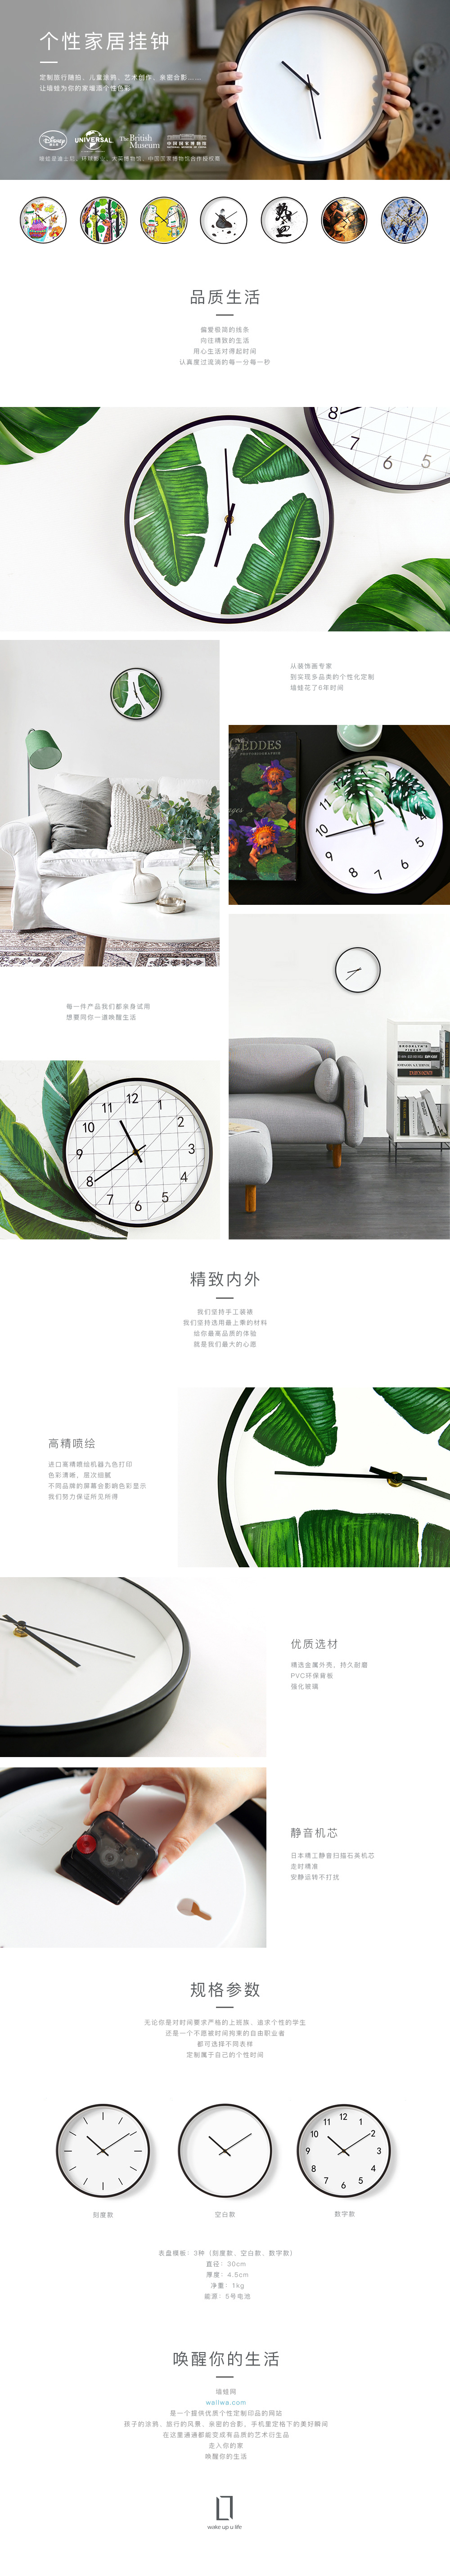 个性家居挂钟
定制旅行随拍、儿童涂鸦、艺术创作、亲密合影……
让墙蛙为你的家增添个性色彩
Disney
UNIVERSAL
The British
Museum
中国国家博物馆
墙蛙是迪士尼、环球影业、大英博物馆、中国国家博物馆合作授权商
品质生活
偏爱极简的线条
向往精致的生活
用心生活对得起时间
认真度过流淌的每一分每一秒
8
7
6
5
从装饰画专家
到实现多品类的个性化定制
墙蛙花了6年时间
GEDDES
11
10
9
8
7
6
5
4
每一件产品我们都亲身试用
想要同你一道唤醒生活
12
1
2
3
4
5
6
7
8
9
10
11
精致内外
我们坚持手工装裱
我们坚持选用最上乘的材料
给你最高品质的体验
就是我们最大的心愿
高精喷绘
进口高精喷绘机器九色打印
色彩清晰，层次细腻
不同品牌的屏幕会影响色彩显示
我们努力保证所见所得
优质选材
精选金属外壳，持久耐磨
PVC环保背板
强化玻璃
静音机芯
日本精工静音扫描石英机芯
走时精准
安静运转不打扰
规格参数
无论你是对时间要求严格的上班族，追求个性的学生
还是一个不愿被时间拘束的自由职业者
都可选择不同表样
定制属于自己的个性时间
12
1
2
3
4
5
6
7
8
9
10
11
刻度款
空白款
数字款
表盘模板：3种（刻度款、空白款、数字款）
直径：30cm
厚度：4.5cm
净重：1kg
能源：5号电池
唤醒你的生活
墙蛙网
wallwa.com
是一个提供优质个性定制印品的网站
孩子的涂鸦、旅行的风景、亲密的合影，手机里定格下的美好瞬间
在这里通通都能变成有品质的艺术衍生品
走入你的家
唤醒你的生活
wake up u life